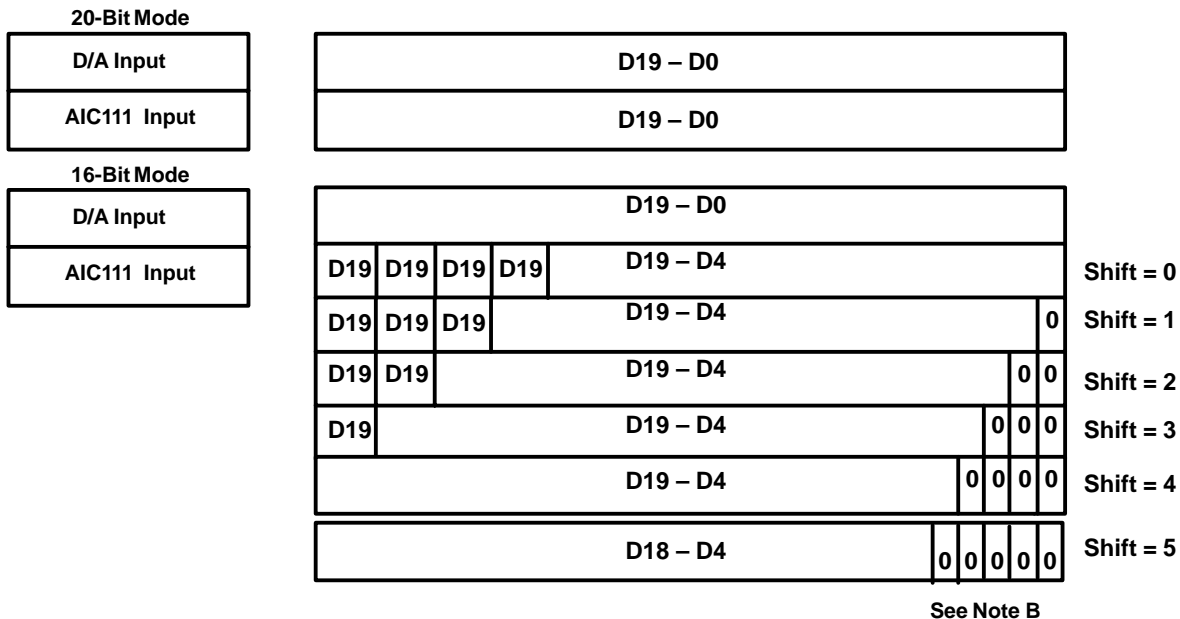 20-Bit Mode
D/A Input D19 – D0
AIC111 Input D19 – D0
16-Bit Mode
D/A Input D19 – D0
AIC111 Input D19 D19 D19 D19 D19 – D4 Shift = 0
D19 D19 D19 D19 – D4 0 Shift = 1
D19 D19 D19 – D4 0 0 Shift = 2
D19 D19 – D4 0 0 0 Shift = 3
D19 – D4 0 0 0 0 Shift = 4
D18 – D4 0 0 0 0 0 Shift = 5
See Note B